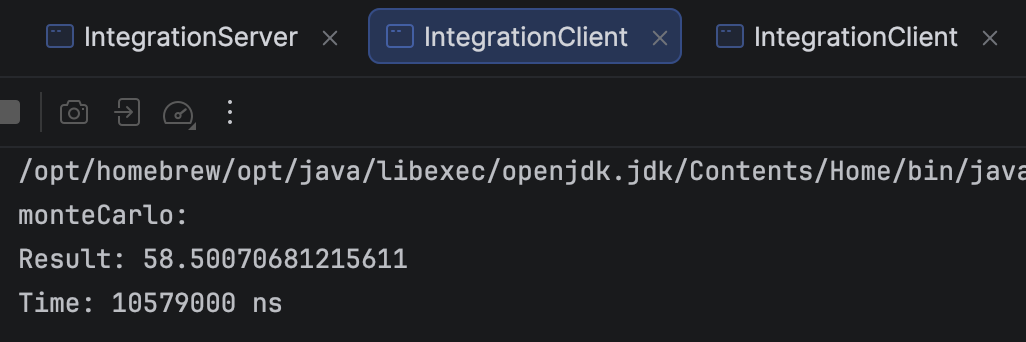 IntegrationServer IntegrationClient IntegrationClient
/opt/homebrew/opt/java/libexec/openjdk.jdk/Contents/Home/bin/java
monteCarlo:
Result: 58.50070681215611
Time: 10579000 ns